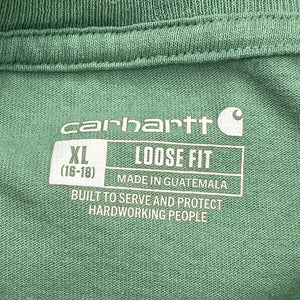 carhartt
XL LOOSE FIT
(16-18) MADE IN GUATEMALA
BUILT TO SERVE AND PROTECT
HARDWORKING PEOPLE